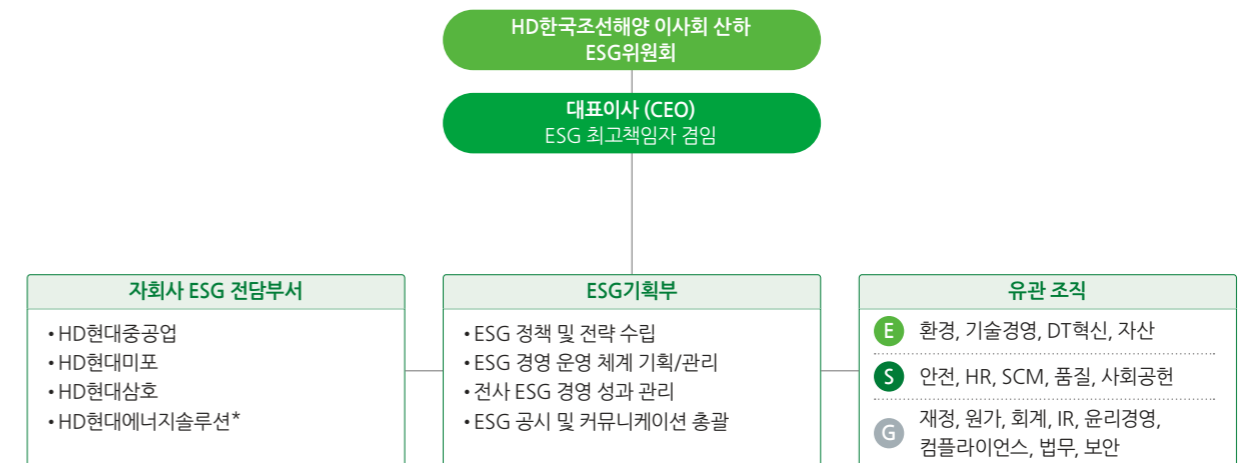 HD한국조선해양 이사회 산하
ESG위원회
대표이사 (CEO)
ESG 최고책임자 겸임
자회사 ESG 전담부서
•HD현대중공업
•HD현대미포
•HD현대삼호
•HD현대에너지솔루션*
ESG기획부
•ESG 정책 및 전략 수립
•ESG 경영 운영 체계 기획/관리
•전사 ESG 경영 성과 관리
•ESG 공시 및 커뮤니케이션 총괄
유관 조직
E 환경, 기술경영, DT혁신, 자산
S 안전, HR, SCM, 품질, 사회공헌
G 재정, 원가, 회계, IR, 윤리경영,
컴플라이언스, 법무, 보안